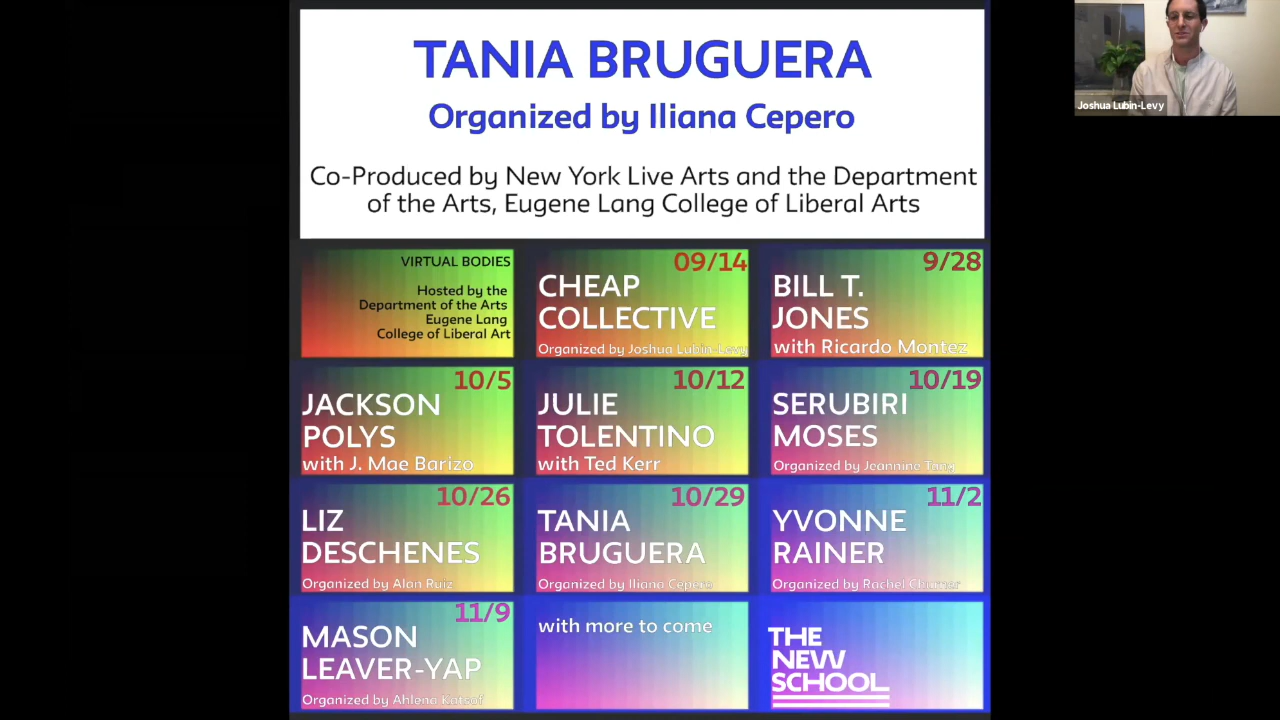 TANIA BRUGUERA
Organized by Iliana Cepero
Co-Produced by New York Live Arts and the Department
of the Arts, Eugene Lang College of Liberal Arts
Joshua Lubin-Levy
VIRTUAL BODIES
Hosted by the
Department of the Arts
Eugene Lang
College of Liberal Art
09/14
CHEAP
COLLECTIVE
Organized by Joshua Lubin-Levy
9/28
BILL T.
JONES
with Ricardo Montez
10/5
JACKSON
POLYS
with J. Mae Barizo
10/12
JULIE
TOLENTINO
with Ted Kerr
10/19
SERUBIRI
MOSES
Organized by Jeannine Tang
10/26
LIZ
DESCHENES
Organized by Alan Ruiz
10/29
TANIA
BRUGUERA
Organized by Iliana Cepero
11/2
YVONNE
RAINER
Organized by Rachel
11/9
MASON
LEAVER-YAP
Organized by Ahlena
with more to come
THE
NEW
SCHOOL